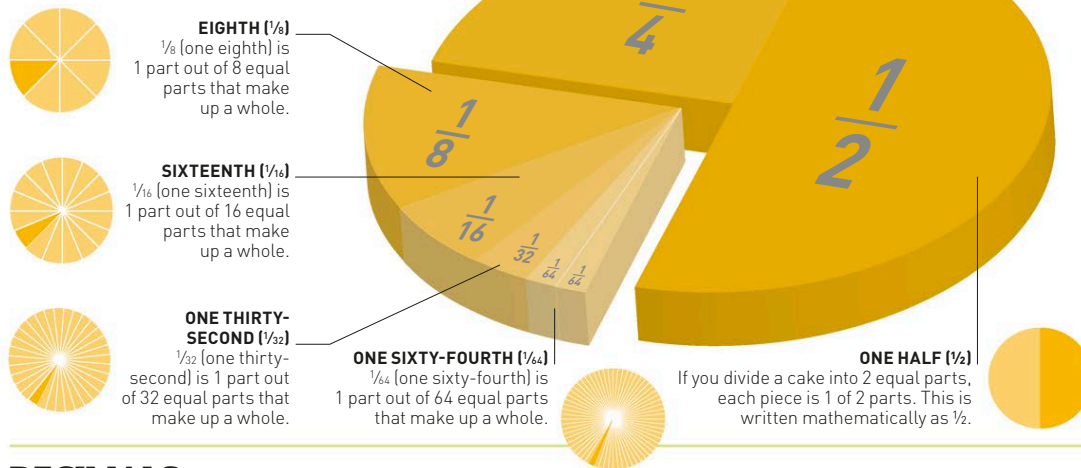 EIGHTH (⅛)
⅛ (one eighth) is
1 part out of 8 equal
parts that make
up a whole.
SIXTEENTH (1⁄16)
1⁄16 (one sixteenth) is
1 part out of 16 equal
parts that make
up a whole.
ONE THIRTY-
SECOND (1⁄32)
1⁄32 (one thirty-
second) is 1 part out
of 32 equal parts that
make up a whole.
ONE SIXTY-FOURTH (1⁄64)
1⁄64 (one sixty-fourth) is
1 part out of 64 equal parts
that make up a whole.
ONE HALF (½)
If you divide a cake into 2 equal parts,
each piece is 1 of 2 parts. This is
written mathematically as ½.
4
1
2
1
8
1
16
1
32
1
64
1
64